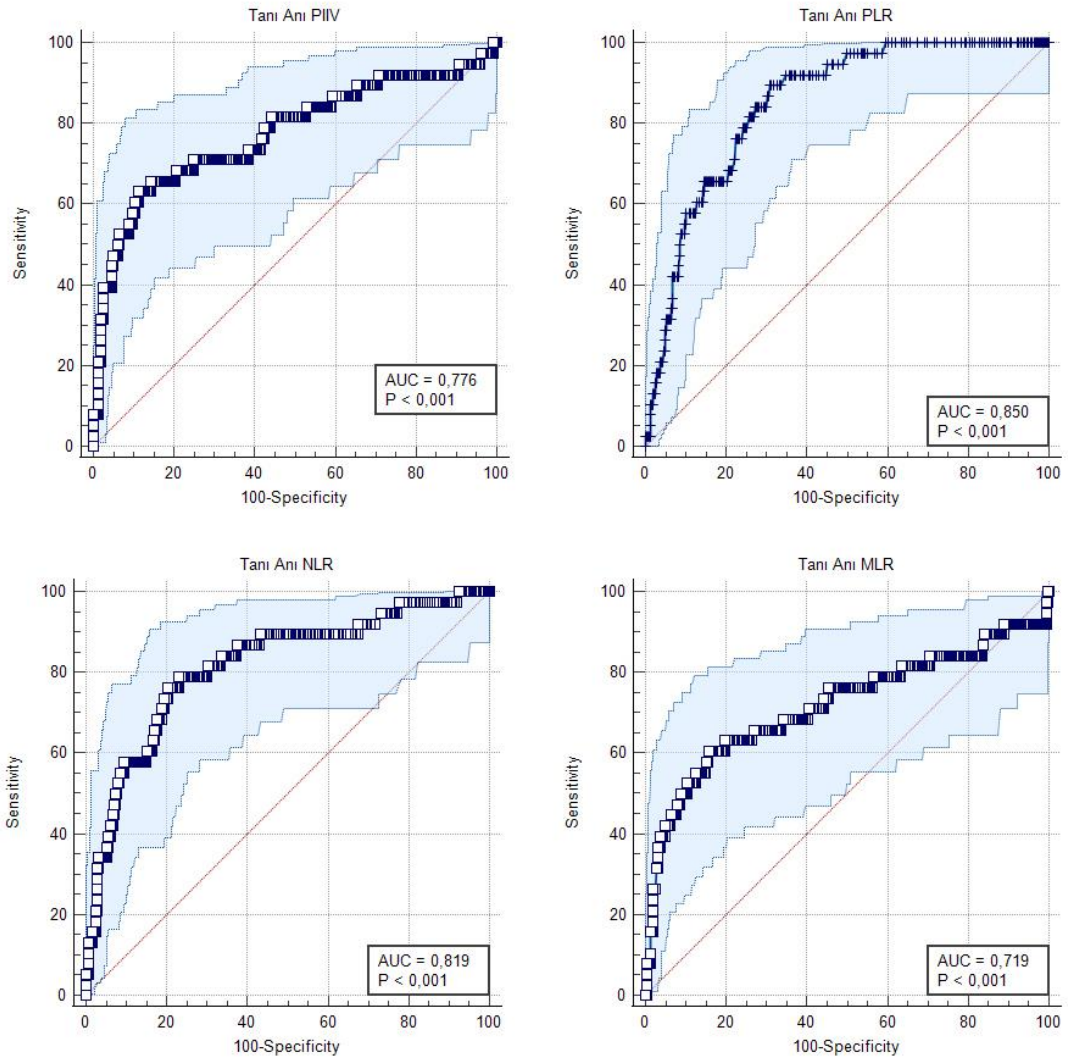 Tanı Anı PIIV
100
80
60
40
20
0
Sensitivity
AUC = 0,776
P < 0,001
0 20 40 60 80 100
100-Specificity
Tanı Anı PLR
100
80
60
40
20
0
Sensitivity
AUC = 0,850
P < 0,001
0 20 40 60 80 100
100-Specificity
Tanı Anı NLR
100
80
60
40
20
0
Sensitivity
AUC = 0,819
P < 0,001
0 20 40 60 80 100
100-Specificity
Tanı Anı MLR
100
80
60
40
20
0
Sensitivity
AUC = 0,719
P < 0,001
0 20 40 60 80 100
100-Specificity